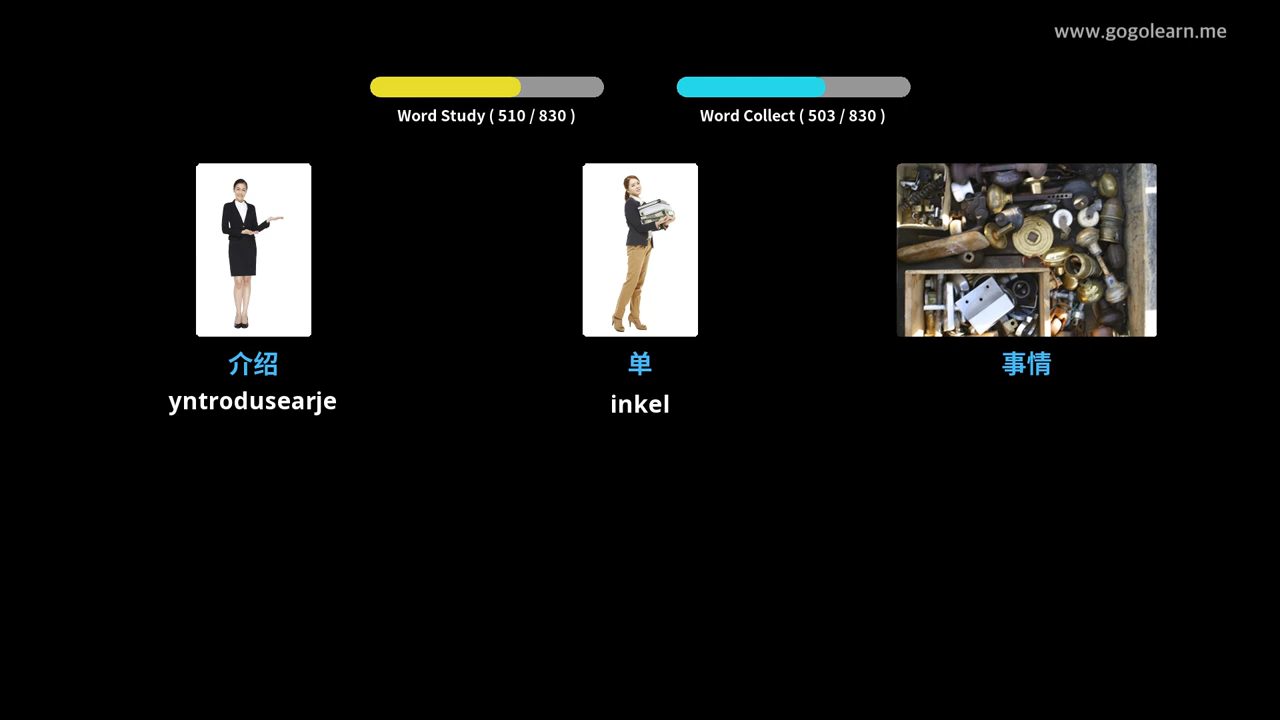 www.gogolearn.me
Word Study ( 510 / 830 )
Word Collect ( 503 / 830 )
介绍
yntrodusearje
单
inkel
事情